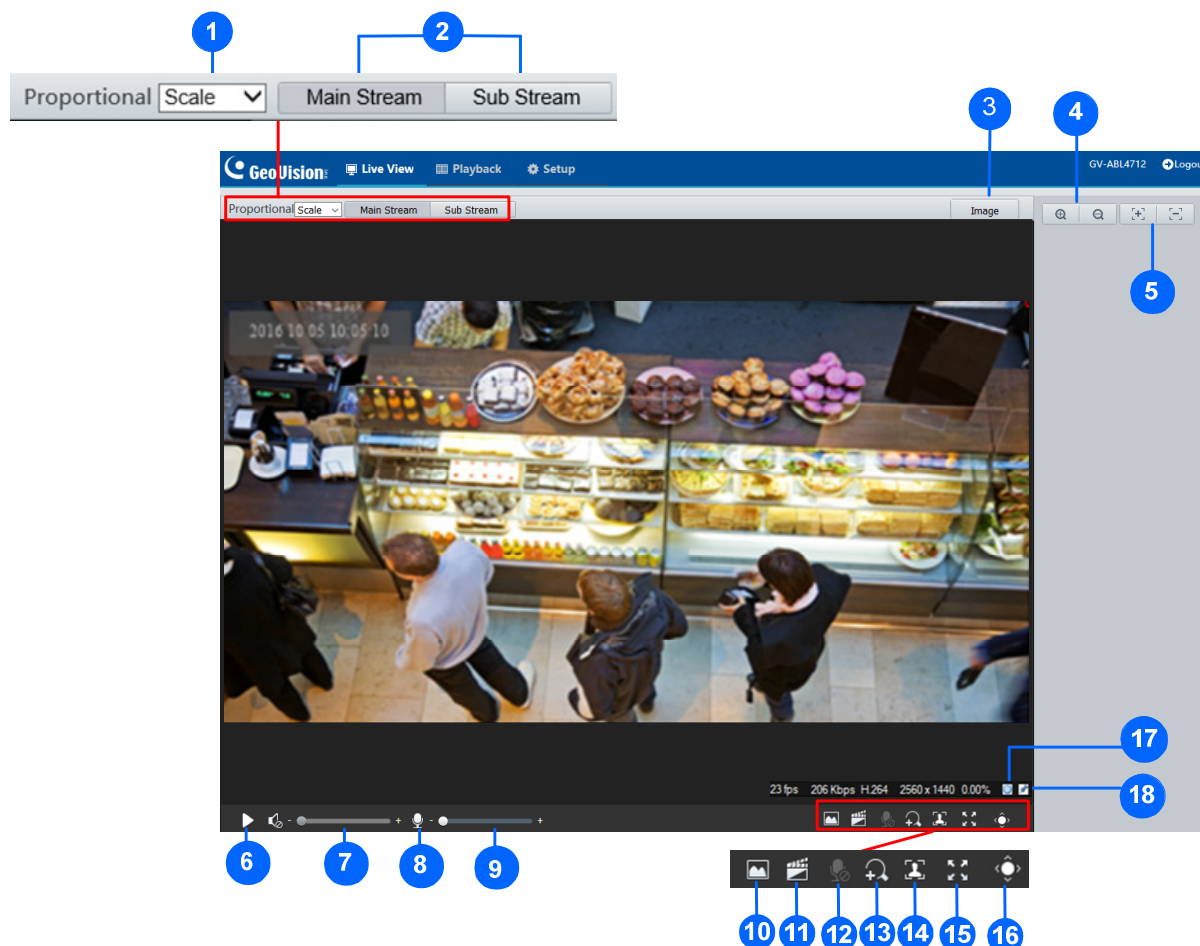 1 2
Proportional Scale Main Stream Sub Stream
3 4
GeoVision Live View Playback Setup GV-ABL4712 Logou
Proportional Scale Main Stream Sub Stream Image
5
2016 10 05 10:05:10
17
23 fps 206 Kbps H.264 2560 x 1440 0.00%
18
- + - +
6 7 8 9
10 11 12 13 14 15 16